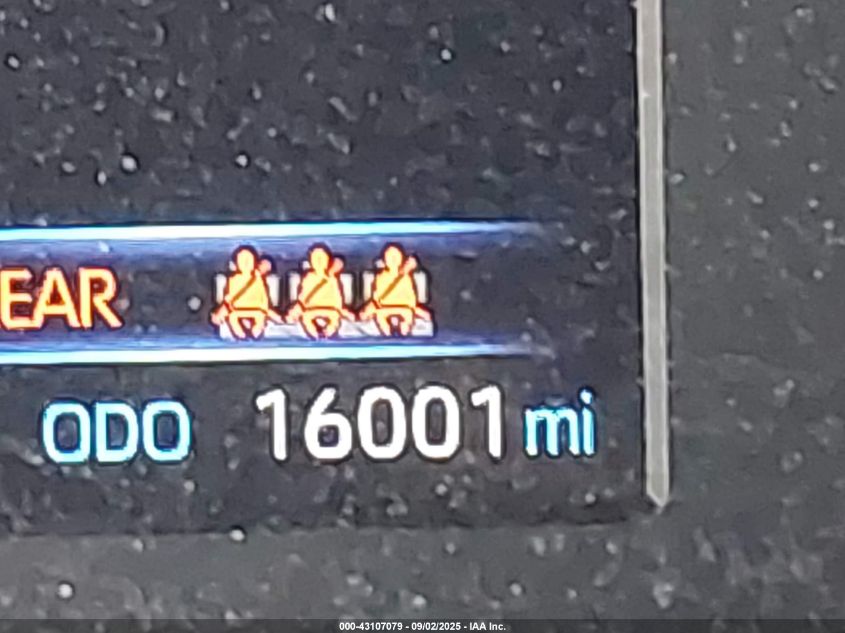 EAR
ODO 16001 mi
000-43107079 - 09/02/2025 - IAA Inc.